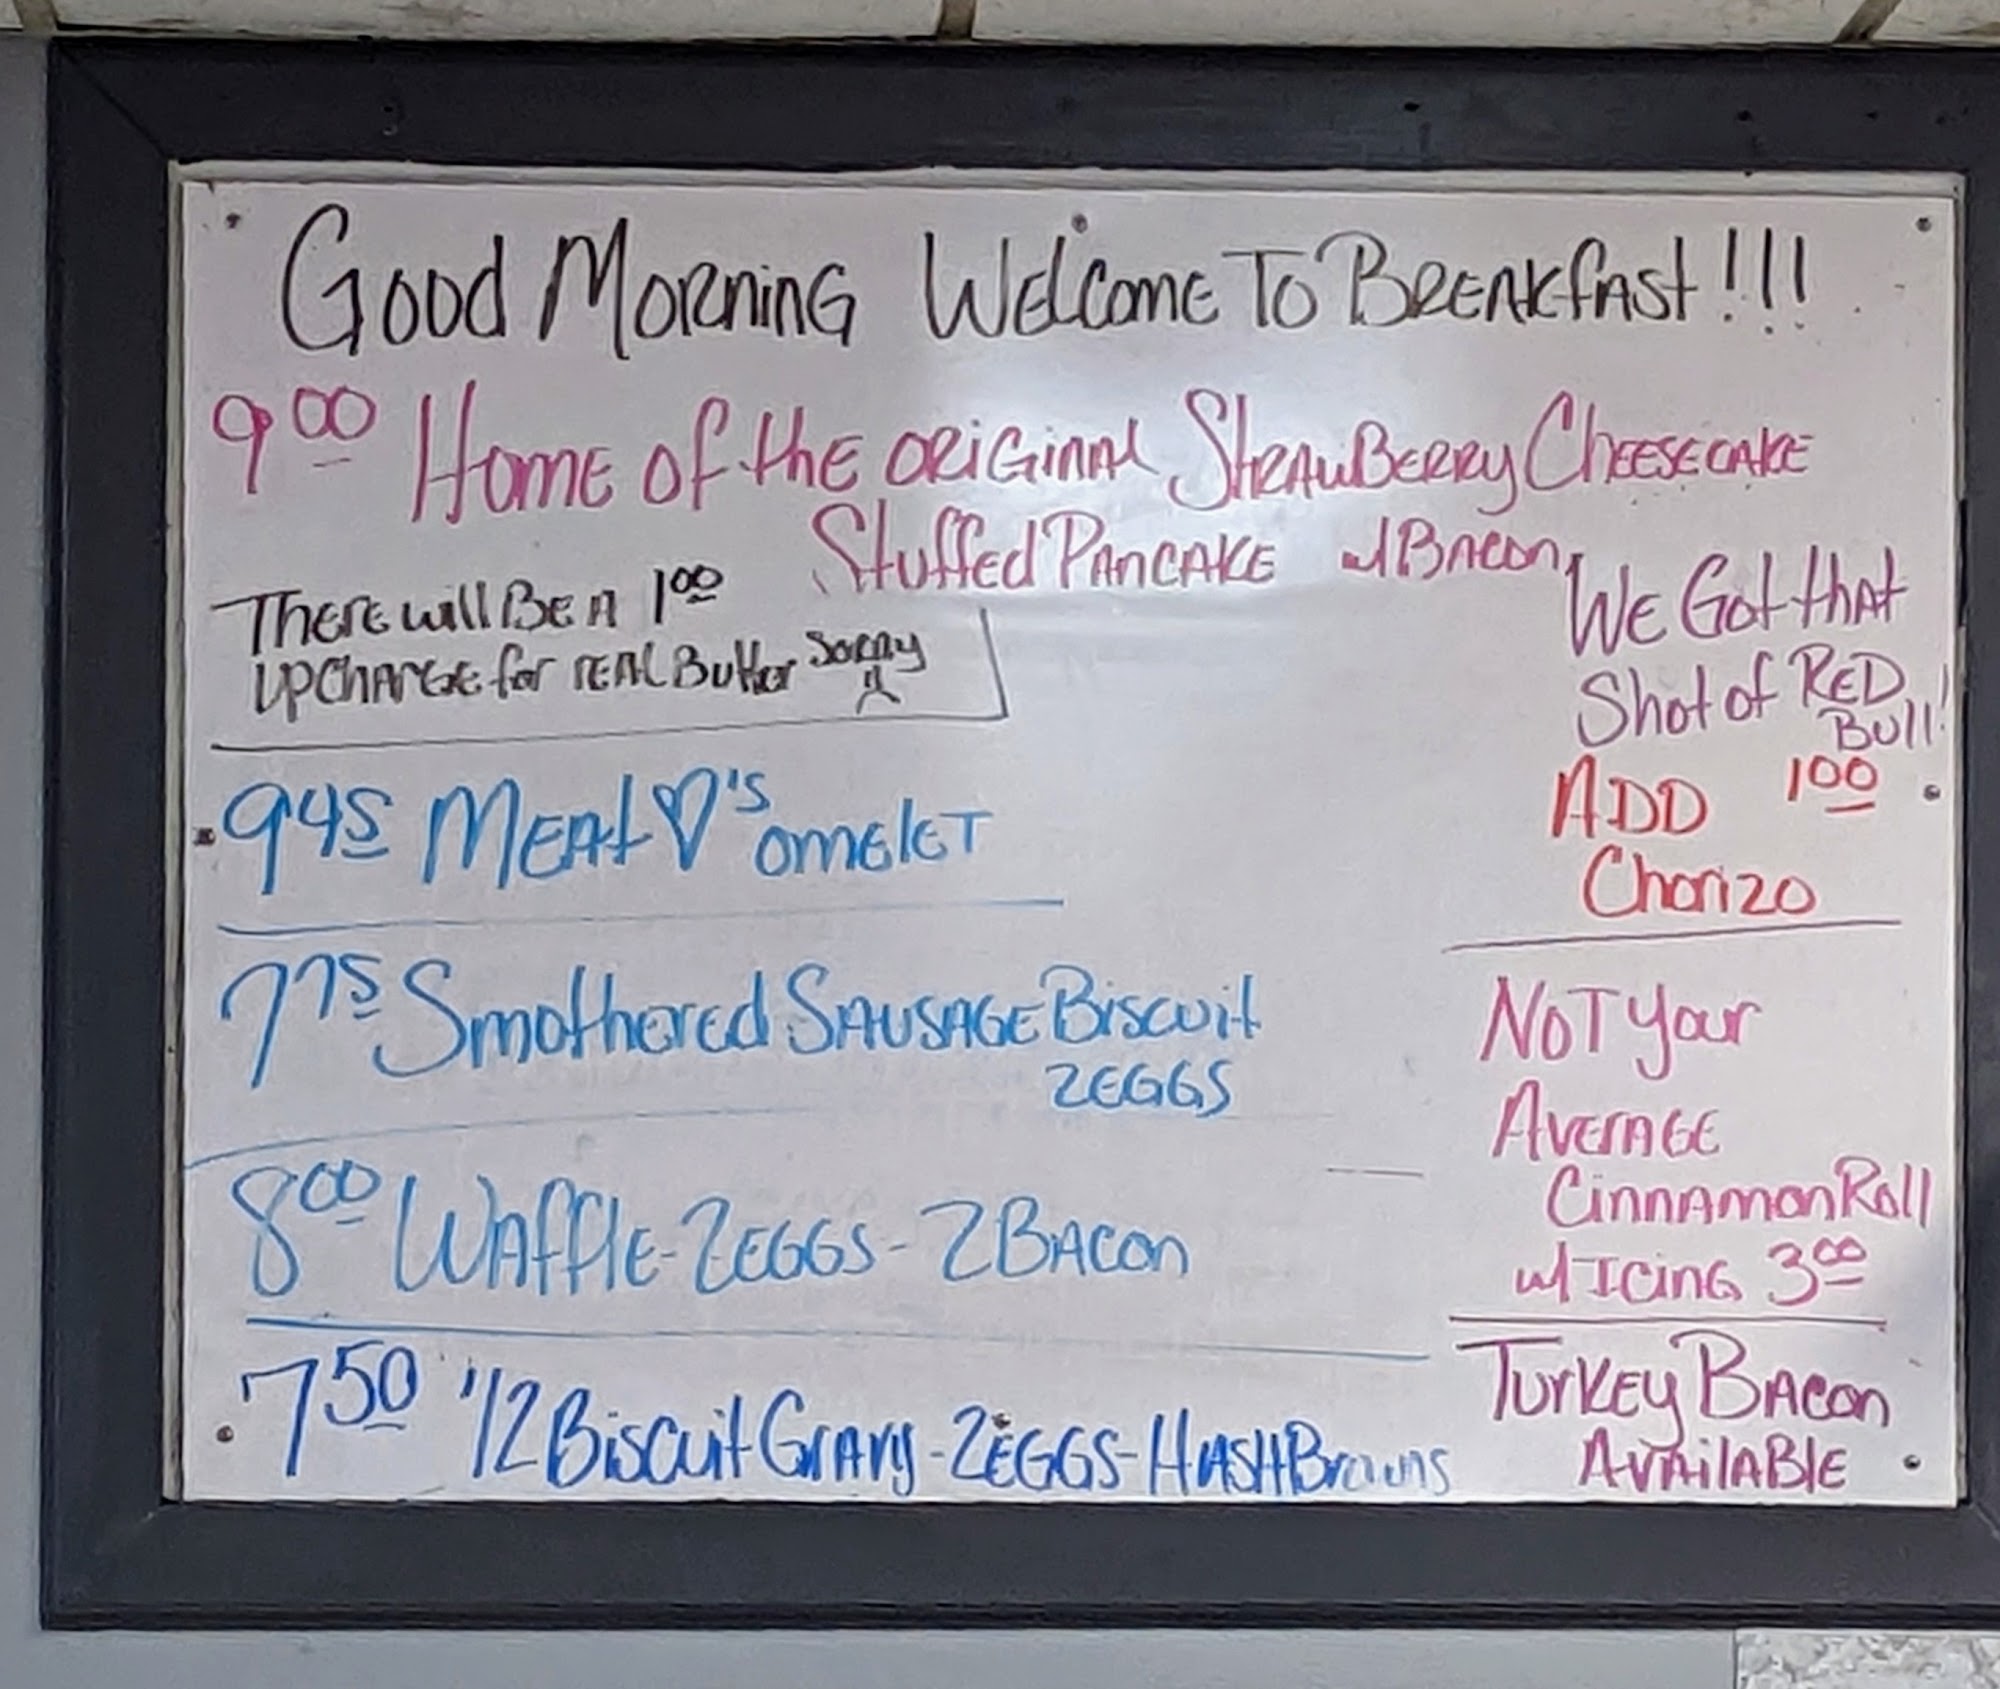 Good Morning Welcome To Breakfast!!!
9.00 Home of the original Strawberry Cheesecake
Stuffed Pancake w/ Bacon
There will Be A 1.00
upcharge for real Butter Sorry :(
9.45 Meat ♡'s omelet
7.75 Smothered Sausage Biscuit
2 eggs
8.00 Waffle - 2 eggs - 2 Bacon
7.50 1/2 Biscuit Gravy - 2 eggs - Hash Browns
We Got that
Shot of Red
Bull!
ADD 1.00
Chorizo
Not Your
Average
Cinnamon Roll
w/ Icing 3.00
Turkey Bacon
Available